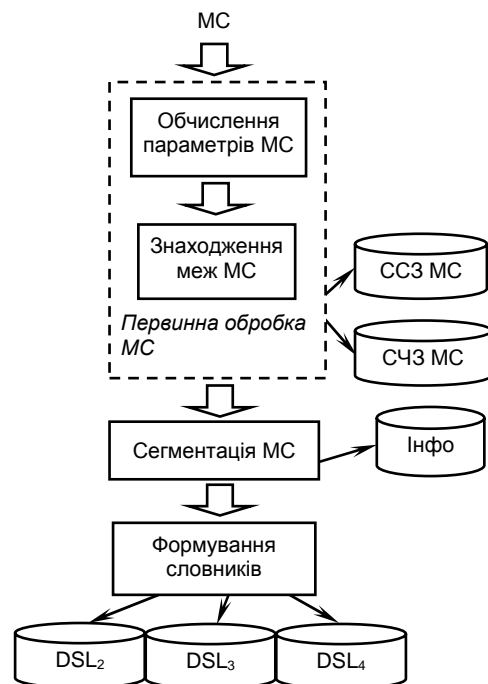 МС
Обчислення
параметрів МС
Знаходження
меж МС
Первинна обробка
МС
ССЗ МС
СЧЗ МС
Сегментація МС
Інфо
Формування
словників
DSL₂
DSL₃
DSL₄